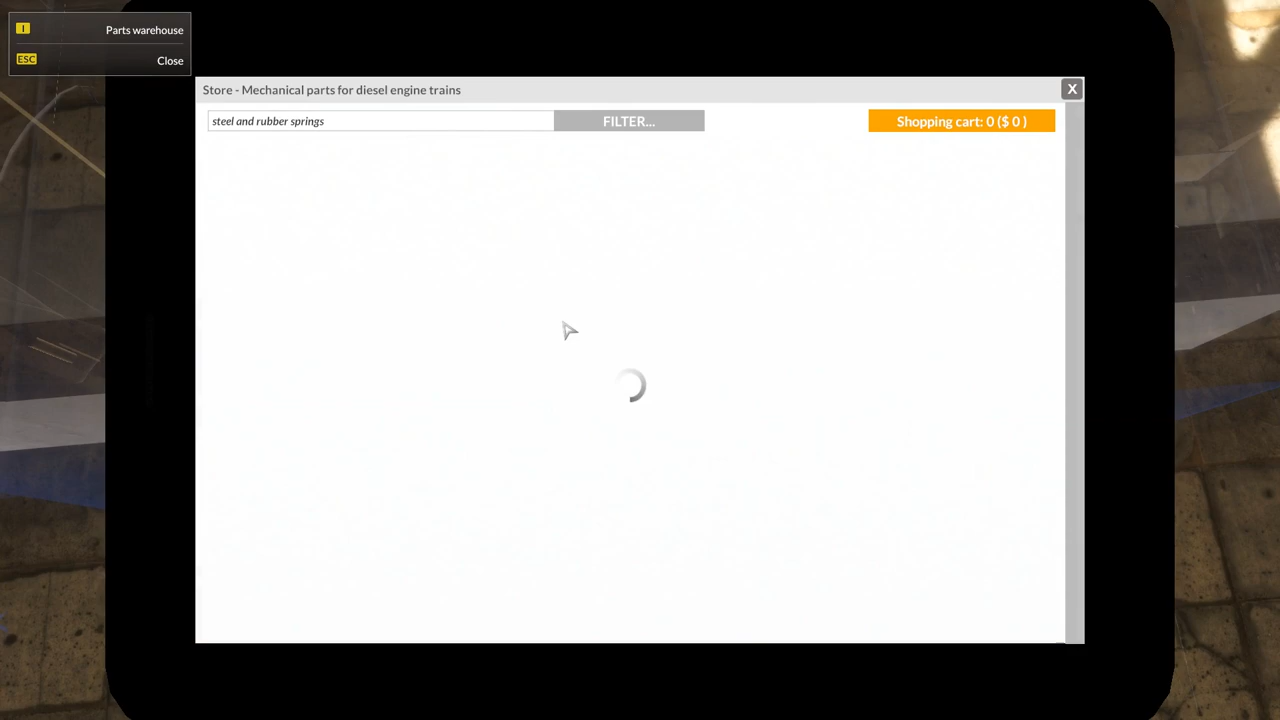 I Parts warehouse
ESC Close
Store - Mechanical parts for diesel engine trains
X
steel and rubber springs
FILTER...
Shopping cart: 0 ($ 0 )